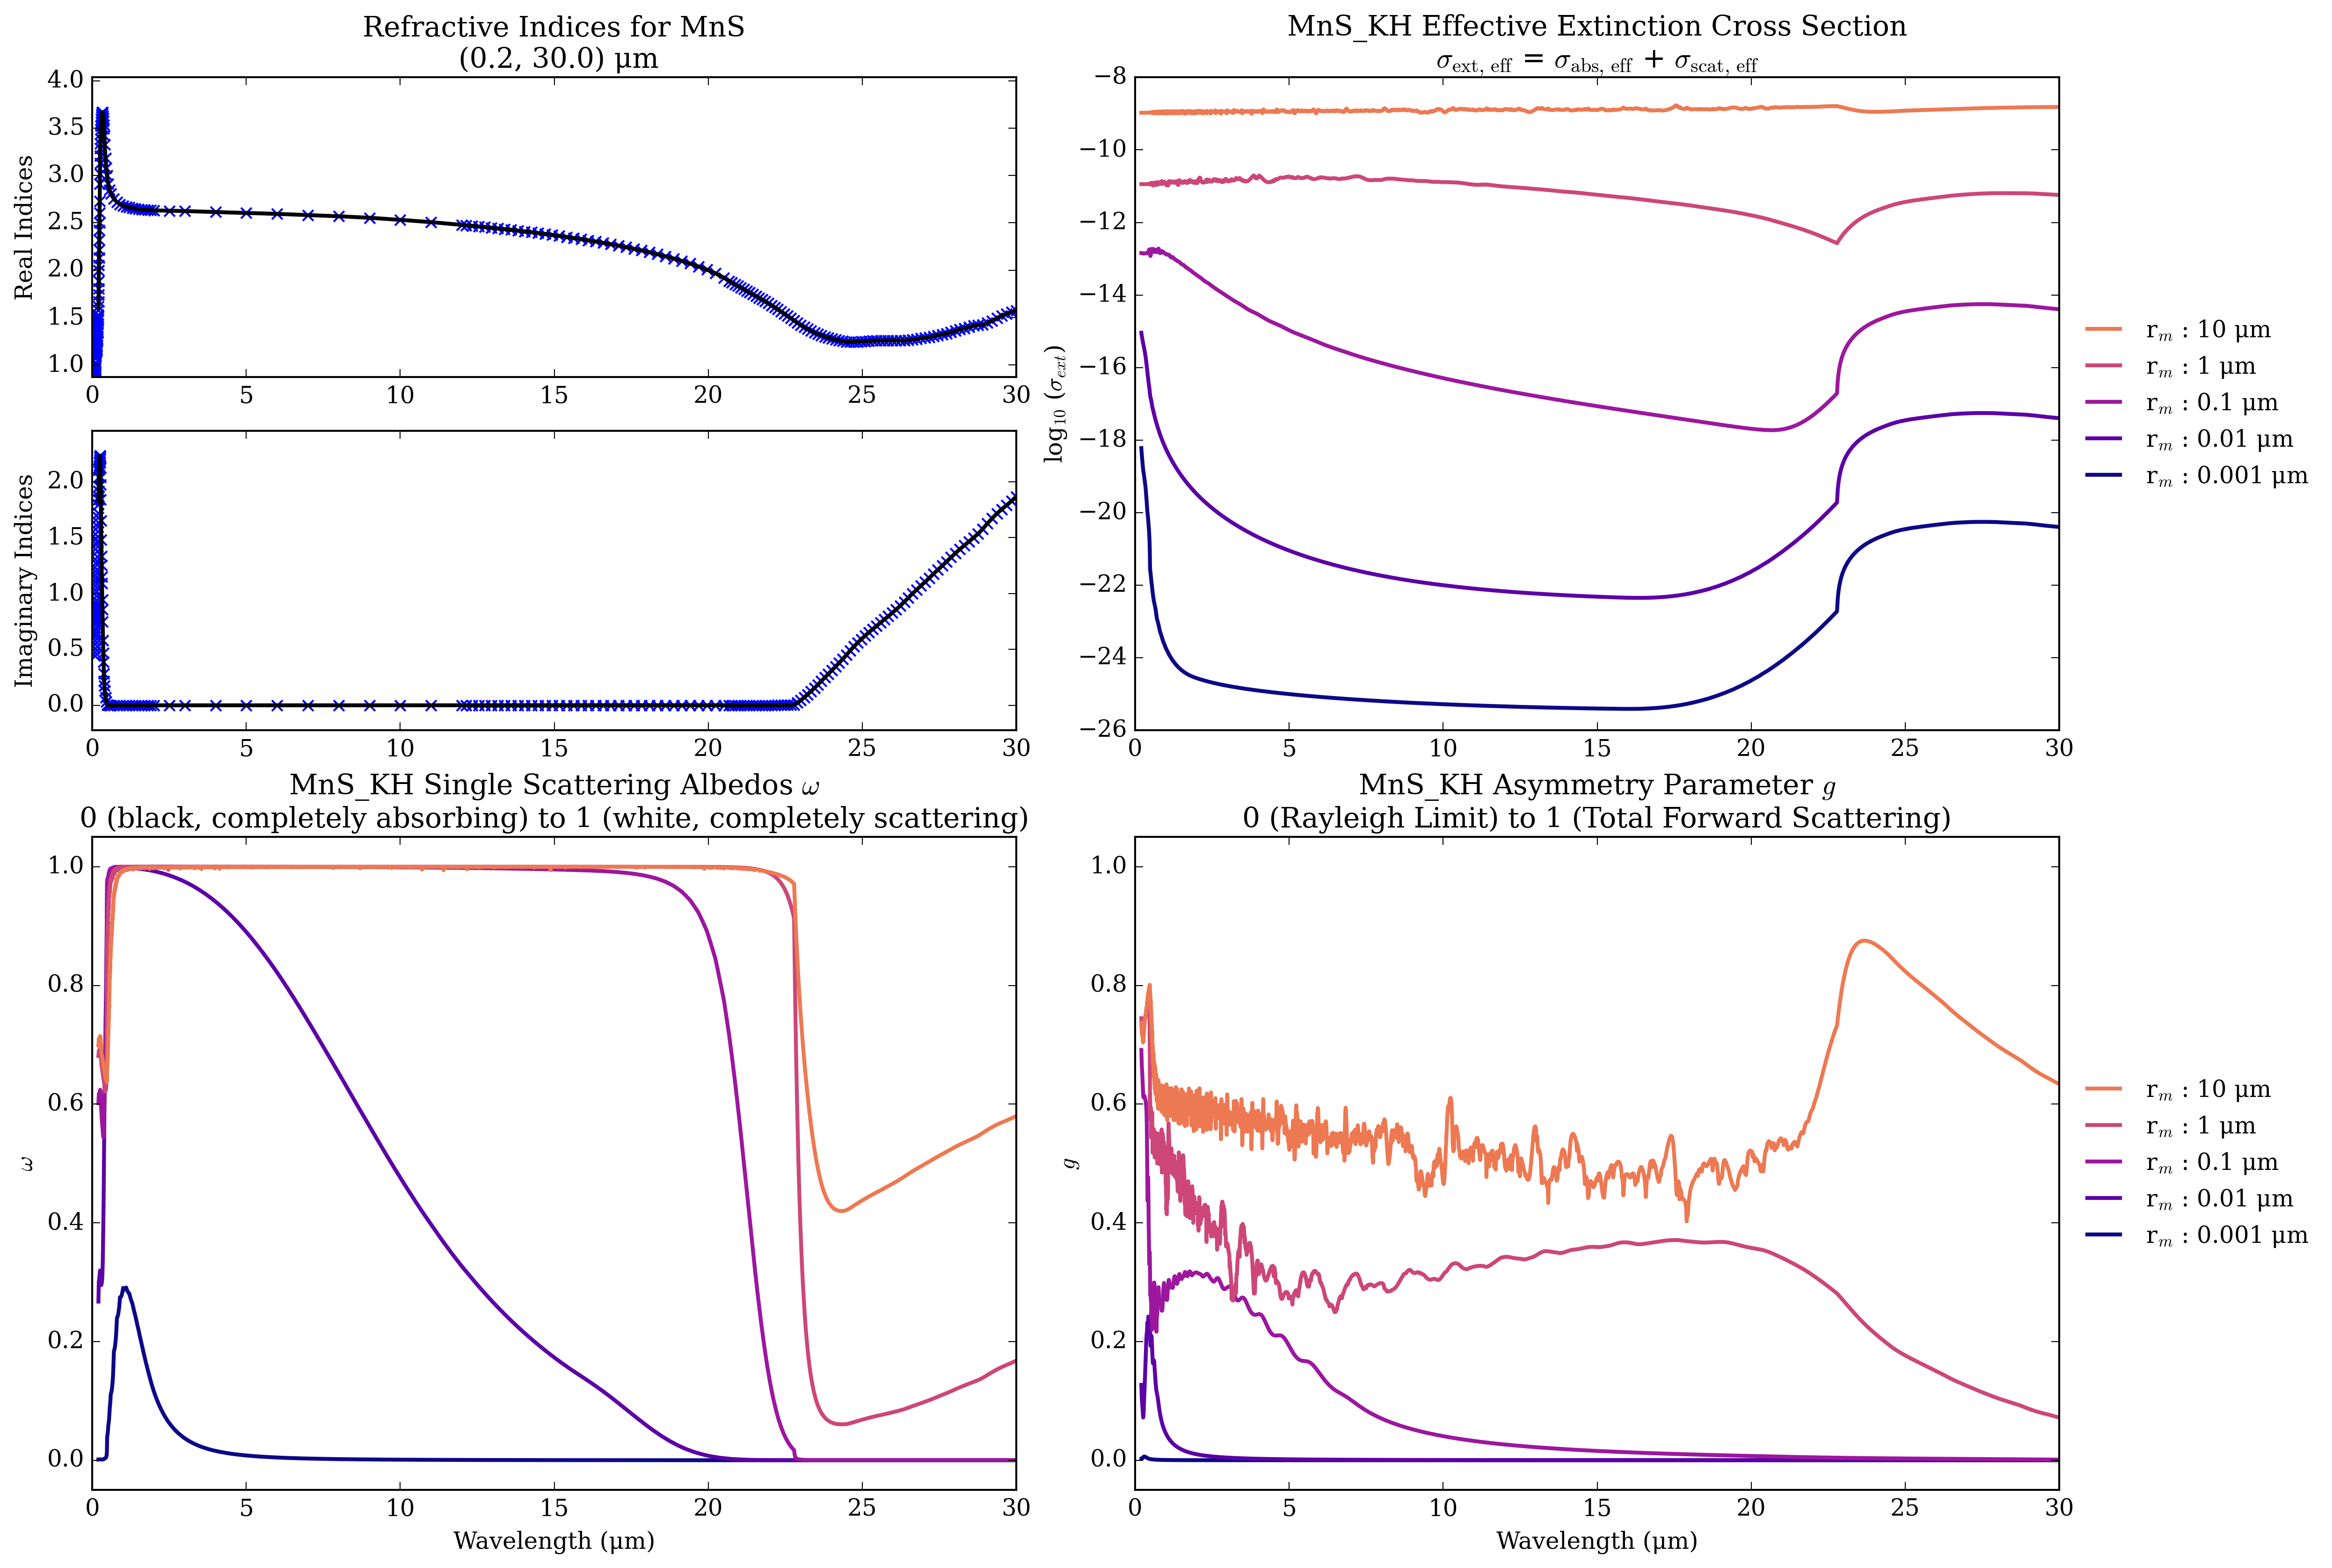 Refractive Indices for MnS
(0.2, 30.0) μm
4.0
3.5
3.0
2.5
2.0
1.5
1.0
Real Indices
0 5 10 15 20 25 30
2.0
1.5
1.0
0.5
0.0
Imaginary Indices
0 5 10 15 20 25 30
MnS_KH Effective Extinction Cross Section
σext, eff = σabs, eff + σscat, eff
−8
−10
−12
−14
−16
−18
−20
−22
−24
−26
log10 (σext)
0 5 10 15 20 25 30
rm : 10 μm
rm : 1 μm
rm : 0.1 μm
rm : 0.01 μm
rm : 0.001 μm
MnS_KH Single Scattering Albedos ω
0 (black, completely absorbing) to 1 (white, completely scattering)
1.0
0.8
0.6
0.4
0.2
0.0
ω
0 5 10 15 20 25 30
Wavelength (μm)
MnS_KH Asymmetry Parameter g
0 (Rayleigh Limit) to 1 (Total Forward Scattering)
1.0
0.8
0.6
0.4
0.2
0.0
g
0 5 10 15 20 25 30
Wavelength (μm)
rm : 10 μm
rm : 1 μm
rm : 0.1 μm
rm : 0.01 μm
rm : 0.001 μm